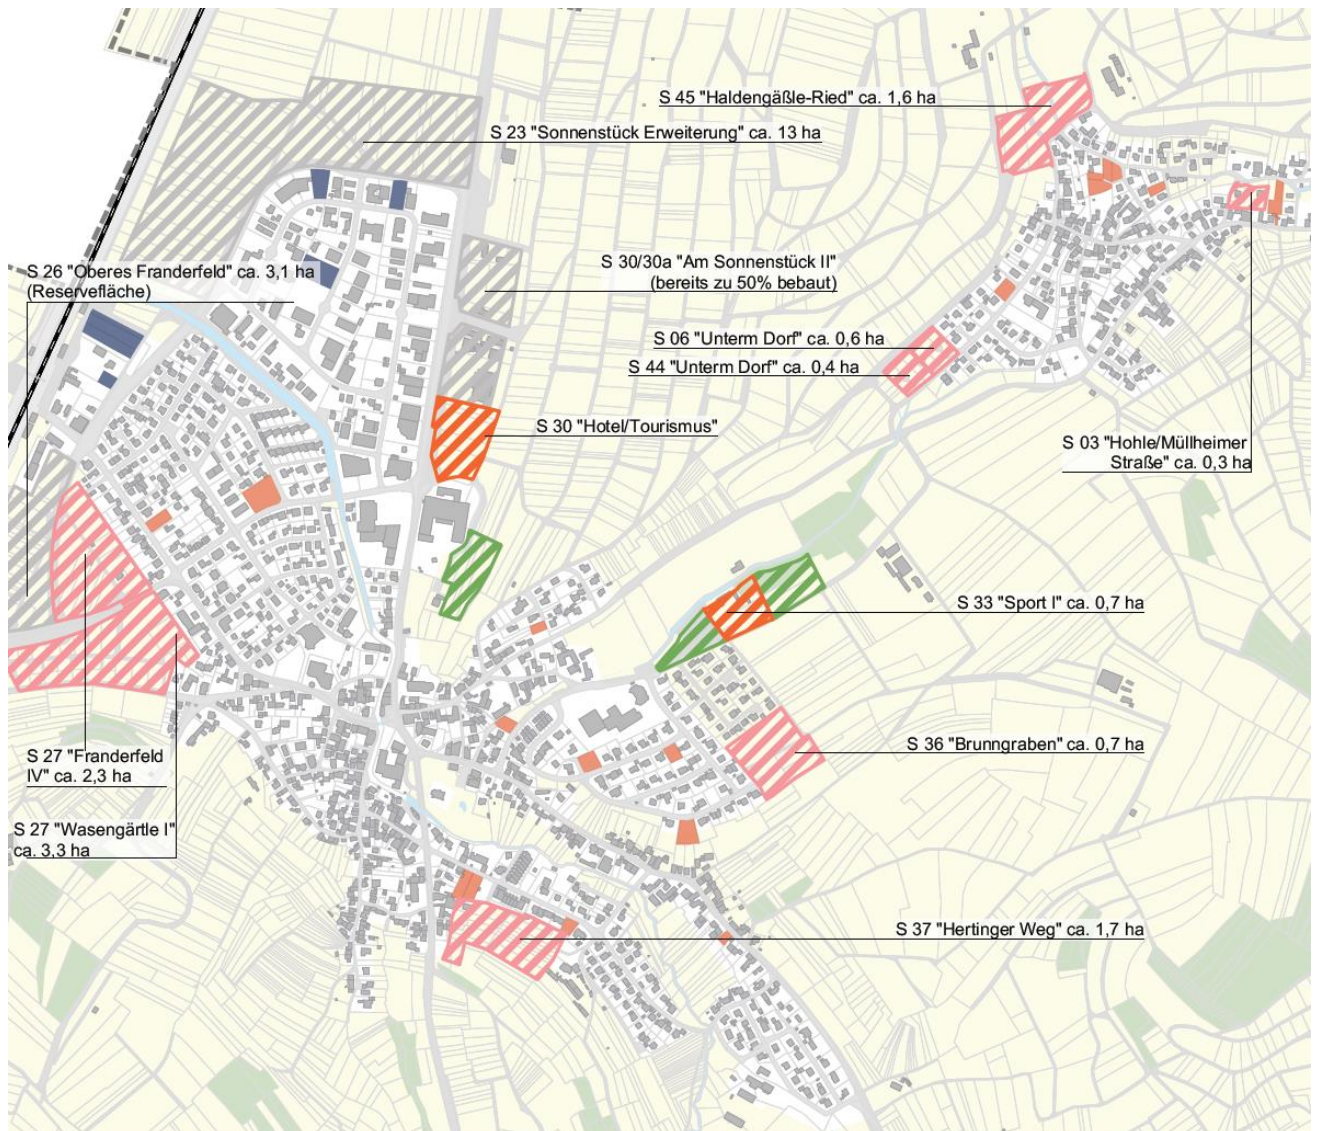 S 45 "Haldengäßle-Ried" ca. 1,6 ha
S 23 "Sonnenstück Erweiterung" ca. 13 ha
S 26 "Oberes Franderfeld" ca. 3,1 ha
(Reservefläche)
S 30/30a "Am Sonnenstück II"
(bereits zu 50% bebaut)
S 06 "Unterm Dorf" ca. 0,6 ha
S 44 "Unterm Dorf" ca. 0,4 ha
S 30 "Hotel/Tourismus"
S 03 "Hohle/Müllheimer
Straße" ca. 0,3 ha
S 33 "Sport I" ca. 0,7 ha
S 36 "Brunngraben" ca. 0,7 ha
S 27 "Franderfeld
IV" ca. 2,3 ha
S 27 "Wasengärtle I"
ca. 3,3 ha
S 37 "Hertinger Weg" ca. 1,7 ha